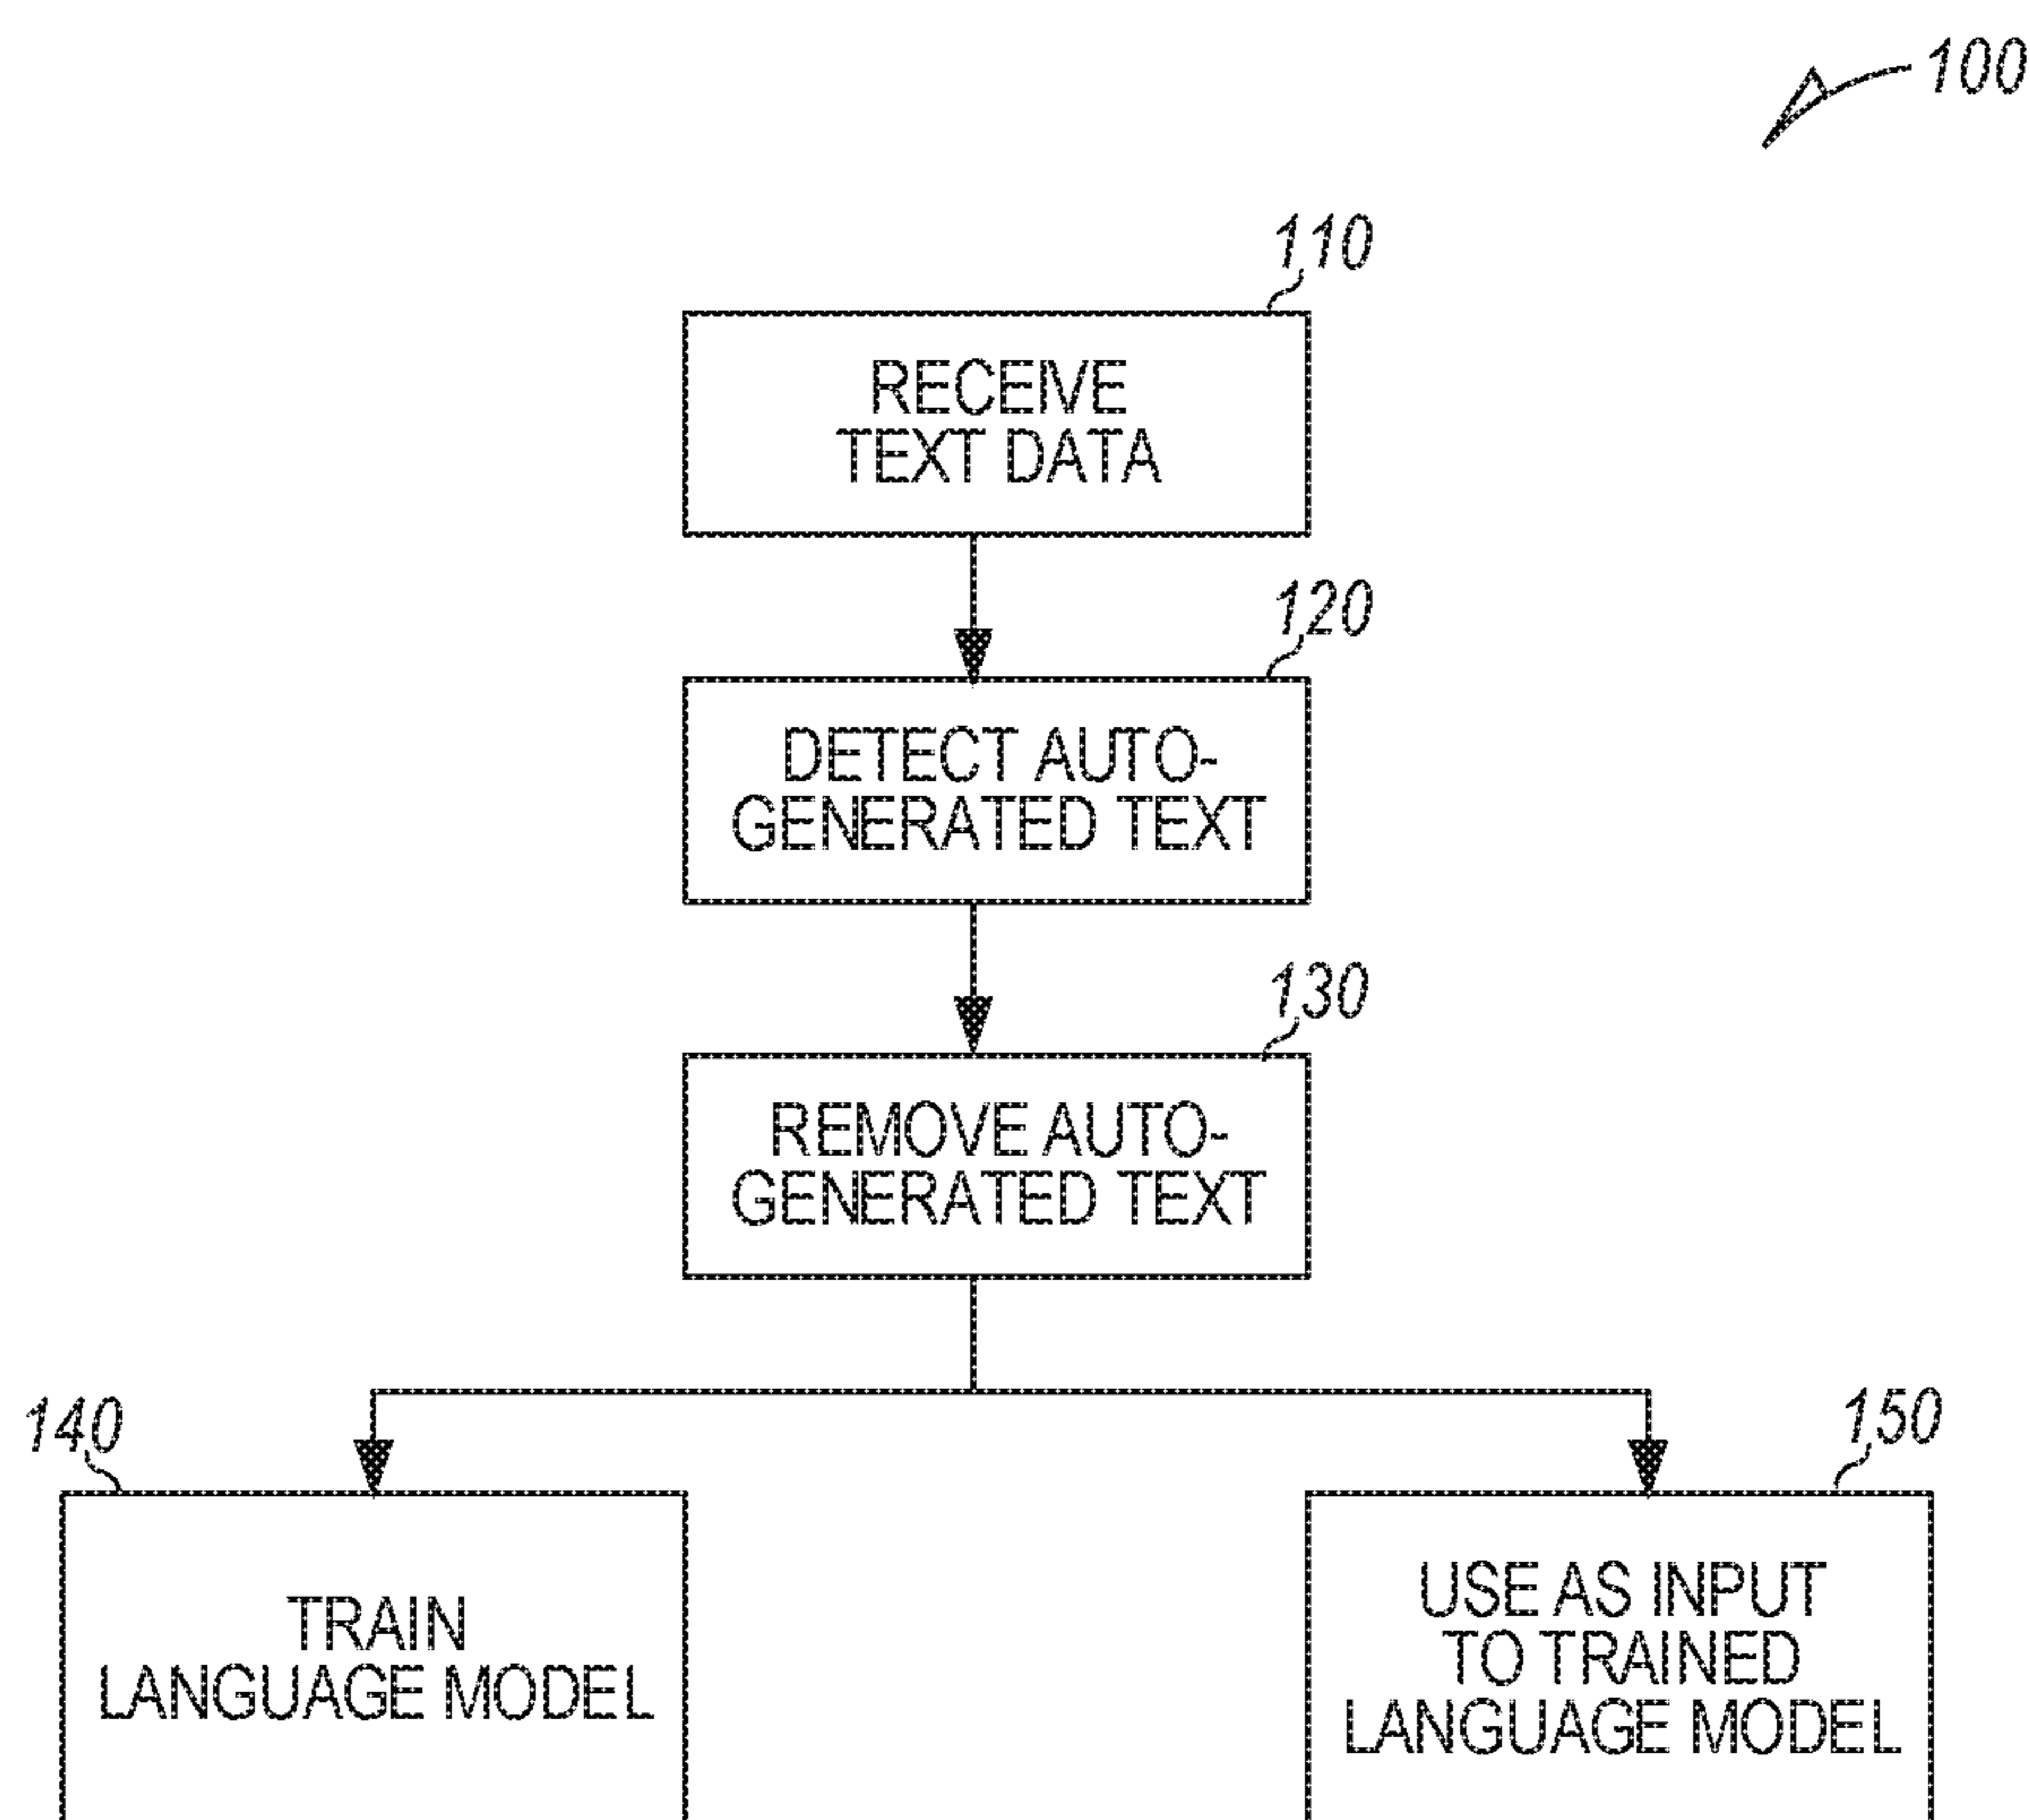 100
110
RECEIVE
TEXT DATA
120
DETECT AUTO-
GENERATED TEXT
130
REMOVE AUTO-
GENERATED TEXT
140
TRAIN
LANGUAGE MODEL
150
USE AS INPUT
TO TRAINED
LANGUAGE MODEL